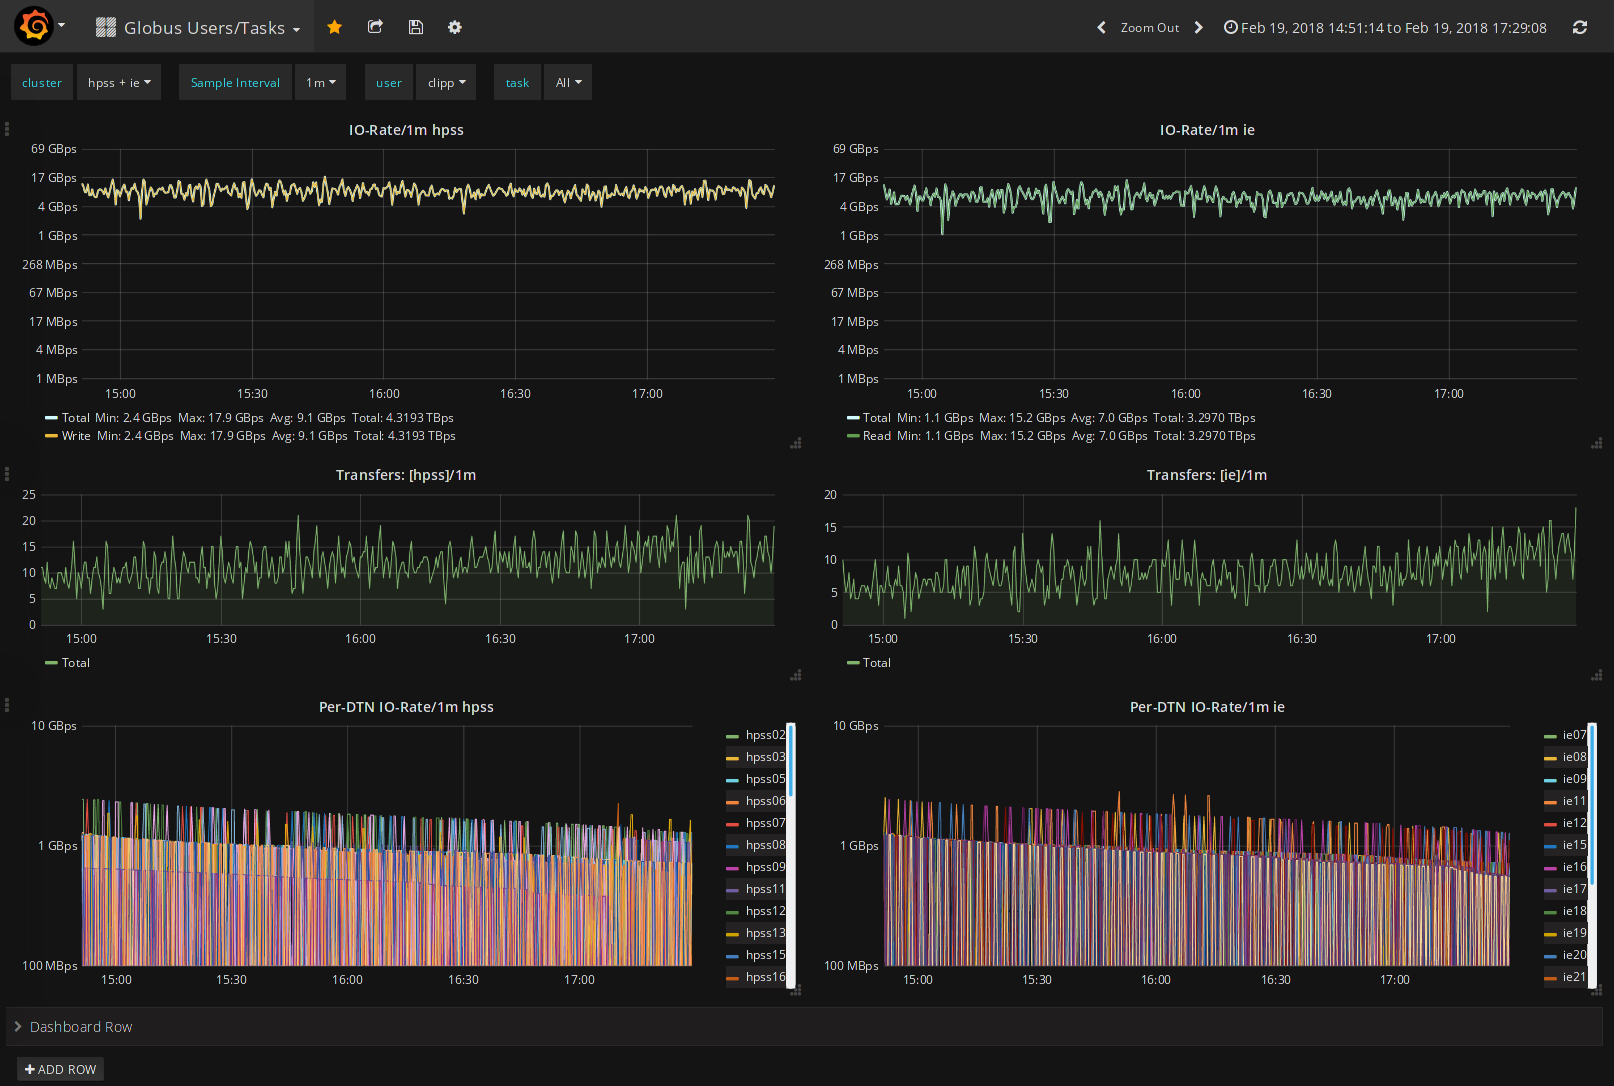 Globus Users/Tasks
Zoom Out
Feb 19, 2018 14:51:14 to Feb 19, 2018 17:29:08
cluster hpss + ie Sample Interval 1m user clipp task All
IO-Rate/1m hpss
69 GBps
17 GBps
4 GBps
1 GBps
268 MBps
67 MBps
17 MBps
4 MBps
1 MBps
15:00 15:30 16:00 16:30 17:00
Total Min: 2.4 GBps Max: 17.9 GBps Avg: 9.1 GBps Total: 4.3193 TBps
Write Min: 2.4 GBps Max: 17.9 GBps Avg: 9.1 GBps Total: 4.3193 TBps
IO-Rate/1m ie
69 GBps
17 GBps
4 GBps
1 GBps
268 MBps
67 MBps
17 MBps
4 MBps
1 MBps
15:00 15:30 16:00 16:30 17:00
Total Min: 1.1 GBps Max: 15.2 GBps Avg: 7.0 GBps Total: 3.2970 TBps
Read Min: 1.1 GBps Max: 15.2 GBps Avg: 7.0 GBps Total: 3.2970 TBps
Transfers: [hpss]/1m
25
20
15
10
5
0
15:00 15:30 16:00 16:30 17:00
Total
Transfers: [ie]/1m
20
15
10
5
0
15:00 15:30 16:00 16:30 17:00
Total
Per-DTN IO-Rate/1m hpss
10 GBps
1 GBps
100 MBps
15:00 15:30 16:00 16:30 17:00
hpss02
hpss03
hpss05
hpss06
hpss07
hpss08
hpss09
hpss11
hpss12
hpss13
hpss15
hpss16
Per-DTN IO-Rate/1m ie
10 GBps
1 GBps
100 MBps
15:00 15:30 16:00 16:30 17:00
ie07
ie08
ie09
ie11
ie12
ie15
ie16
ie17
ie18
ie19
ie20
ie21
Dashboard Row
ADD ROW